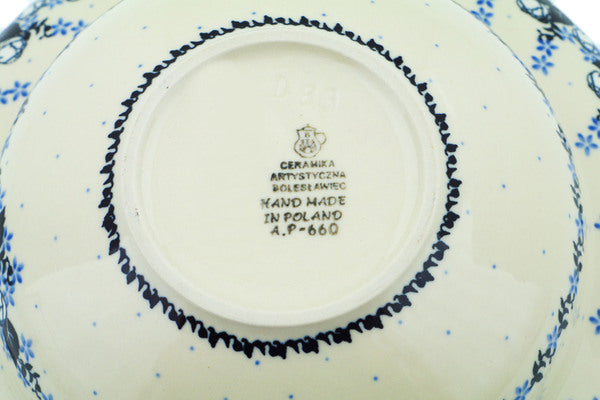 CERAMIKA
ARTYSTYCZNA
BOLESŁAWIEC
HAND MADE
IN POLAND
A.P-660